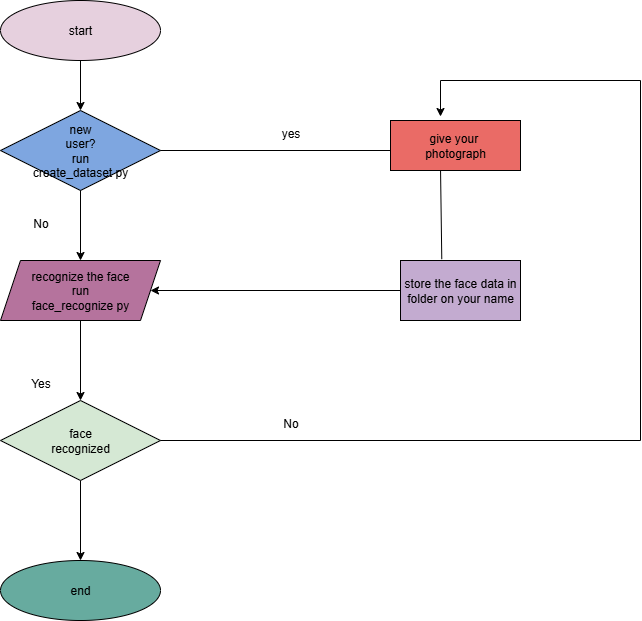 start
new
user?
run
create_dataset py
yes
give your
photograph
No
recognize the face
run
face_recognize py
store the face data in
folder on your name
Yes
face
recognized
No
end